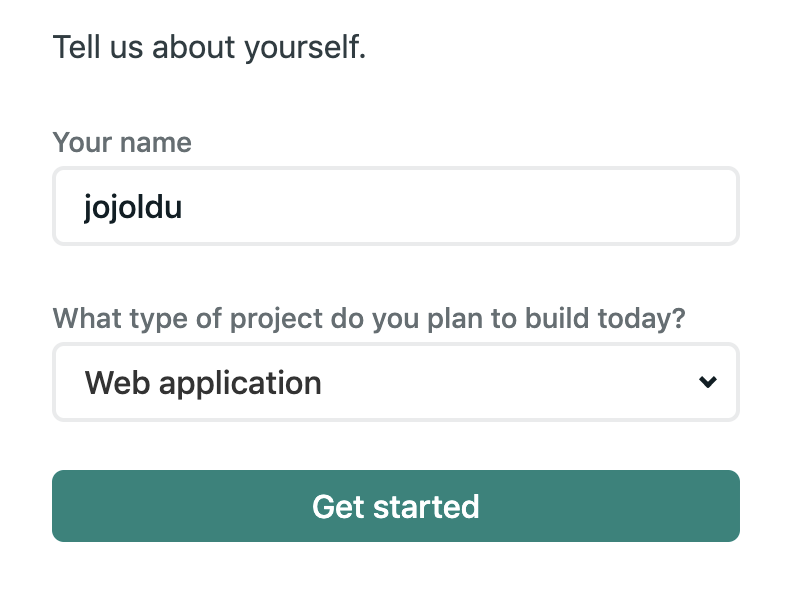 Tell us about yourself.
Your name
jojoldu
What type of project do you plan to build today?
Web application
Get started